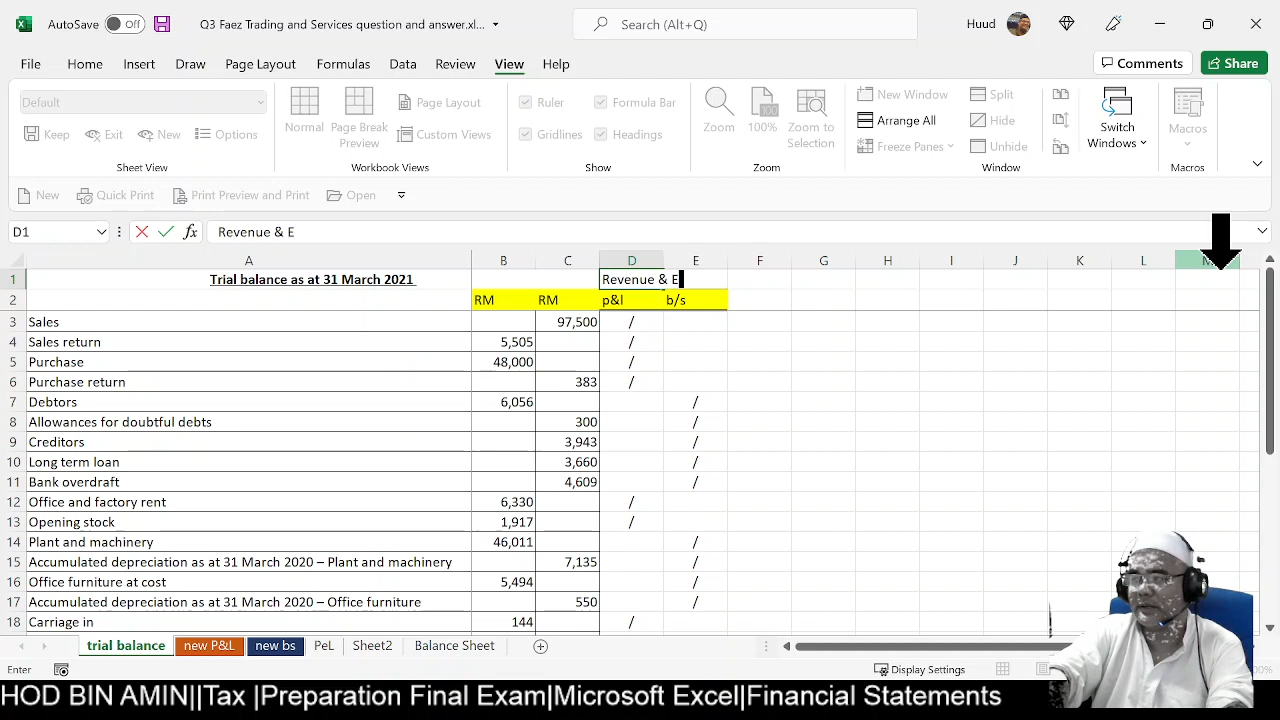 AutoSave Off Q3 Faez Trading and Services question and answer.xl... Search (Alt+Q) Huud
File Home Insert Draw Page Layout Formulas Data Review View Help Comments Share
Default Page Layout Ruler Formula Bar New Window Split
Keep Exit New Options Normal Page Break Preview Custom Views Gridlines Headings Zoom 100% Zoom to Selection Arrange All Hide Switch Windows Macros
Freeze Panes Unhide
Sheet View Workbook Views Show Zoom Window Macros
New Quick Print Print Preview and Print Open
D1 fx Revenue & E
A B C D E F G H I J K L M
1 Trial balance as at 31 March 2021 Revenue & E
2 RM RM p&l b/s
3 Sales 97,500 /
4 Sales return 5,505 /
5 Purchase 48,000 /
6 Purchase return 383 /
7 Debtors 6,056 /
8 Allowances for doubtful debts 300 /
9 Creditors 3,943 /
10 Long term loan 3,660 /
11 Bank overdraft 4,609 /
12 Office and factory rent 6,330 /
13 Opening stock 1,917 /
14 Plant and machinery 46,011 /
15 Accumulated depreciation as at 31 March 2020 – Plant and machinery 7,135 /
16 Office furniture at cost 5,494 /
17 Accumulated depreciation as at 31 March 2020 – Office furniture 550 /
18 Carriage in 144 /
trial balance new P&L new bs PeL Sheet2 Balance Sheet
Enter Display Settings
HOD BIN AMIN||Tax |Preparation Final Exam|Microsoft Excel|Financial Statements